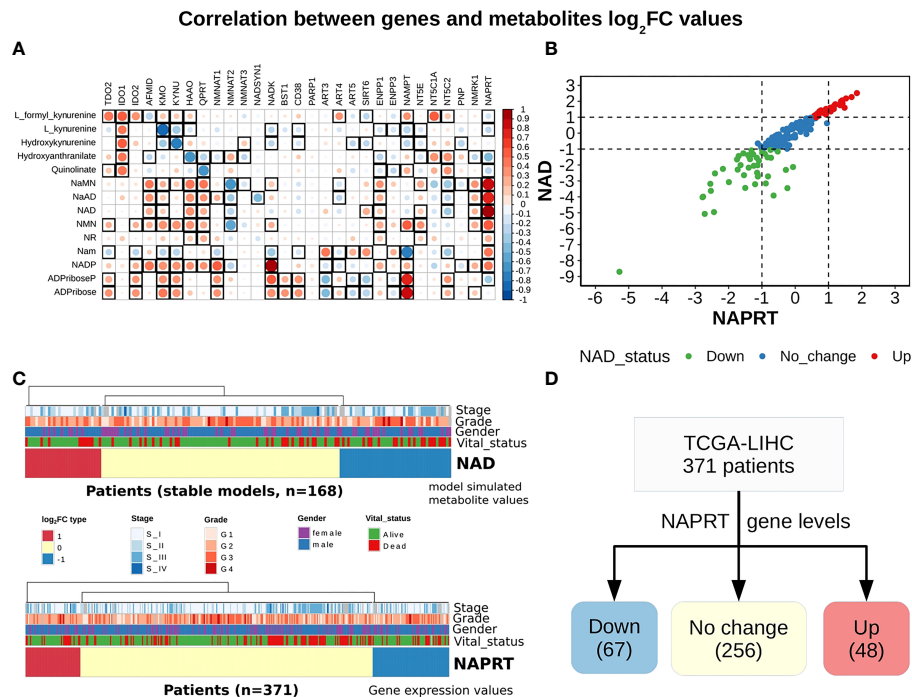 Correlation between genes and metabolites log2FC values
A
TDO2 IDO1 IDO2 AFMID KMO KYNU HAAO QPRT NMNAT1 NMNAT2 NMNAT3 NADSYN1 NADK BST1 CD38 PARP1 ART3 ART4 ART5 SIRT6 ENPP1 ENPP3 NAMPT NT5E NT5C1A NT5C2 PNP NMRK1 NAPRT
L_formyl_kynurenine
L_kynurenine
Hydroxykynurenine
Hydroxyanthranilate
Quinolinate
NaMN
NaAD
NAD
NMN
NR
Nam
NADP
ADPriboseP
ADPribose
1
0.9
0.8
0.7
0.6
0.5
0.4
0.3
0.2
0.1
0
-0.1
-0.2
-0.3
-0.4
-0.5
-0.6
-0.7
-0.8
-0.9
-1
B
NAD
3
2
1
0
-1
-2
-3
-4
-5
-6
-7
-8
-9
-6 -5 -4 -3 -2 -1 0 1 2 3
NAPRT
NAD_status Down No_change Up
C
Stage
Grade
Gender
Vital_status
NAD
Patients (stable models, n=168)
model simulated
metabolite values
log2FC type
1
0
-1
Stage
S_I
S_II
S_III
S_IV
Grade
G1
G2
G3
G4
Gender
female
male
Vital_status
Alive
Dead
Stage
Grade
Gender
Vital_status
NAPRT
Patients (n=371)
Gene expression values
D
TCGA-LIHC
371 patients
NAPRT gene levels
Down
(67)
No change
(256)
Up
(48)